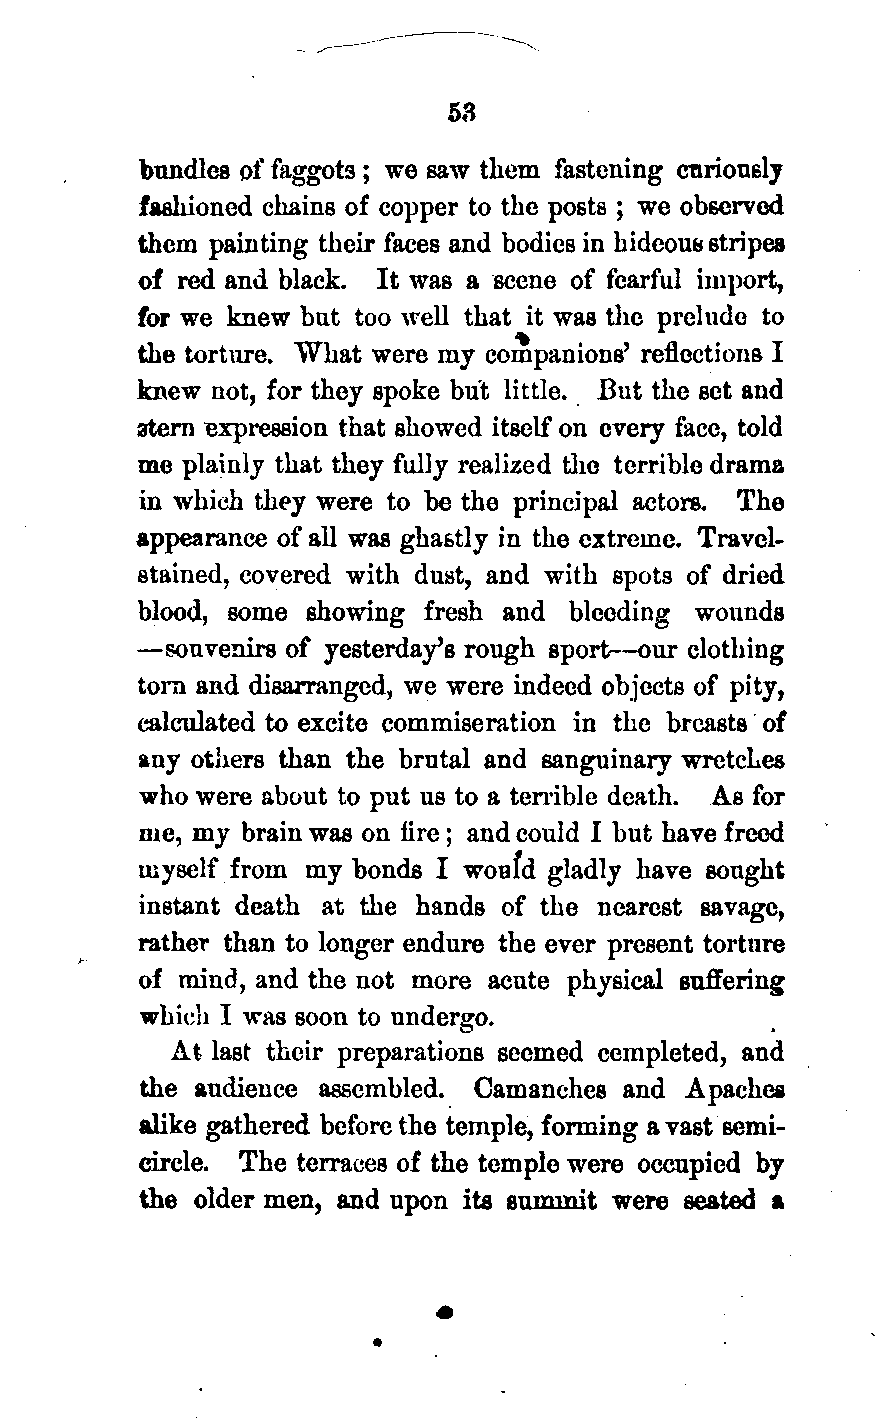 53
bundles of faggots ; we saw them fastening curiously
fashioned chains of copper to the posts ; we observed
them painting their faces and bodies in hideous stripes
of red and black. It was a scene of fearful import,
for we knew but too well that it was the prelude to
the torture. What were my companions' reflections I
knew not, for they spoke but little. But the set and
stern expression that showed itself on every face, told
me plainly that they fully realized the terrible drama
in which they were to be the principal actors. The
appearance of all was ghastly in the extreme. Travel-
stained, covered with dust, and with spots of dried
blood, some showing fresh and bleeding wounds
—souvenirs of yesterday's rough sport—our clothing
torn and disarranged, we were indeed objects of pity,
calculated to excite commiseration in the breasts of
any others than the brutal and sanguinary wretches
who were about to put us to a terrible death. As for
me, my brain was on fire ; and could I but have freed
myself from my bonds I would gladly have sought
instant death at the hands of the nearest savage,
rather than to longer endure the ever present torture
of mind, and the not more acute physical suffering
which I was soon to undergo.
At last their preparations seemed completed, and
the audience assembled. Camanches and Apaches
alike gathered before the temple, forming a vast semi-
circle. The terraces of the temple were occupied by
the older men, and upon its summit were seated a